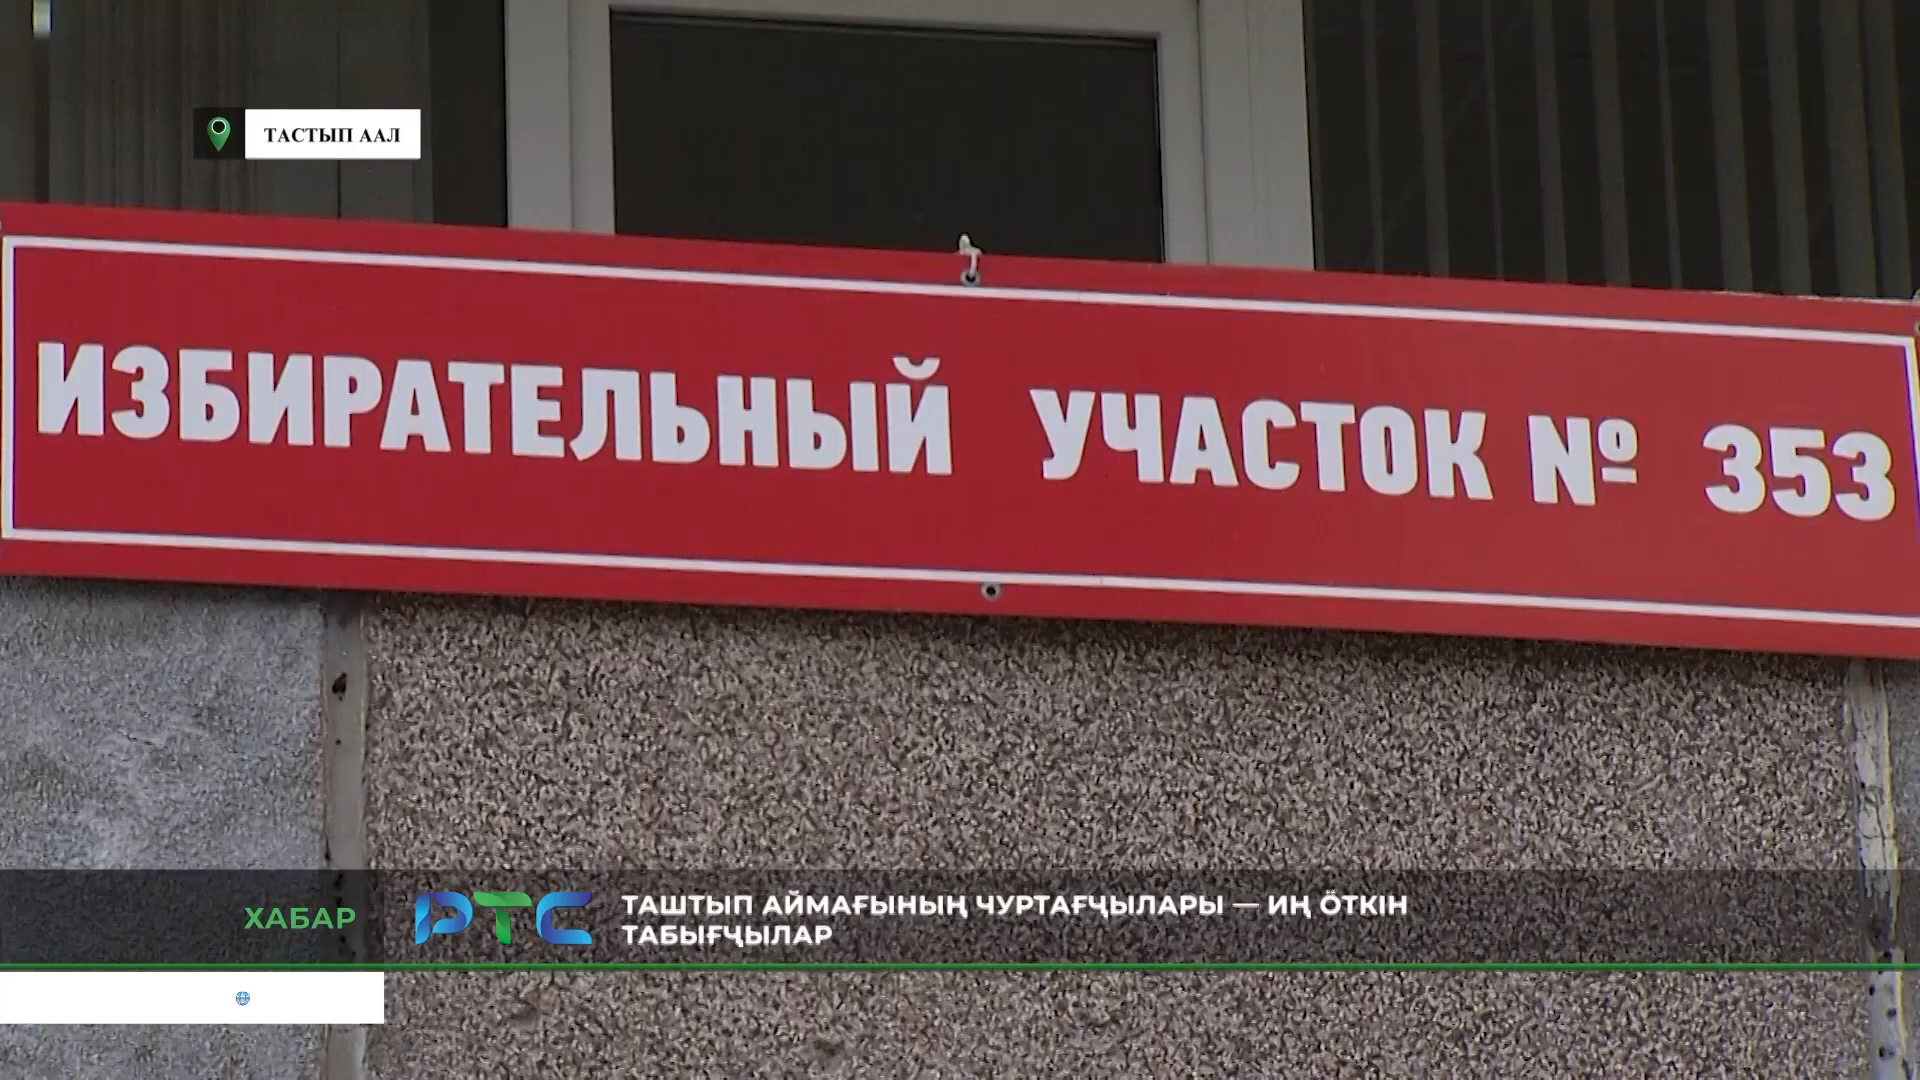 ТАСТЫП ААЛ
ИЗБИРАТЕЛЬНЫЙ УЧАСТОК № 353
ХАБАР
РТС
ТАШТЫП АЙМАҒЫНЫҢ ЧУРТАҒҶЫЛАРЫ — ИҢ ӦТКІН
ТАБЫҒҶЫЛАР